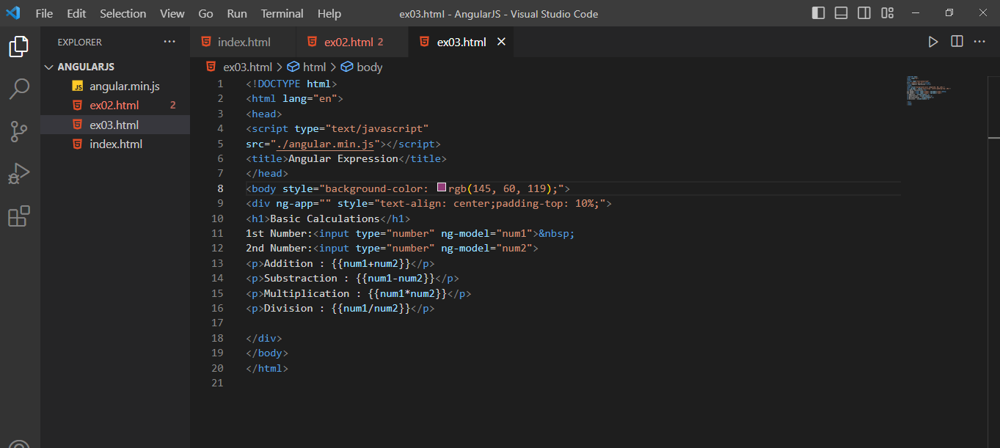 File Edit Selection View Go Run Terminal Help ex03.html - AngularJS - Visual Studio Code
EXPLORER
ANGULARJS
JS angular.min.js
ex02.html 2
ex03.html
index.html
index.html ex02.html 2 ex03.html
ex03.html > html > body
1 <!DOCTYPE html>
2 <html lang="en">
3 <head>
4 <script type="text/javascript"
5 src="./angular.min.js"></script>
6 <title>Angular Expression</title>
7 </head>
8 <body style="background-color: rgb(145, 60, 119);">
9 <div ng-app="" style="text-align: center;padding-top: 10%;">
10 <h1>Basic Calculations</h1>
11 1st Number:<input type="number" ng-model="num1">&nbsp;
12 2nd Number:<input type="number" ng-model="num2">
13 <p>Addition : {{num1+num2}}</p>
14 <p>Substraction : {{num1-num2}}</p>
15 <p>Multiplication : {{num1*num2}}</p>
16 <p>Division : {{num1/num2}}</p>
17
18 </div>
19 </body>
20 </html>
21